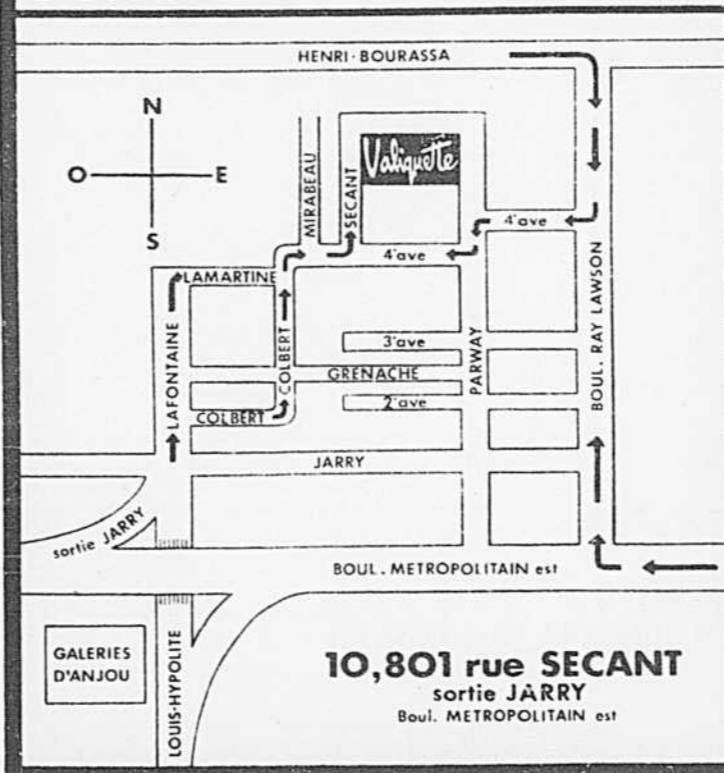 HENRI-BOURASSA
N
O
E
S
MIRABEAU
SECANT
Valiquette
4'ave
4'ave
LAMARTINE
LAFONTAINE
COLBERT
COLBERT
3'ave
GRENACHE
2'ave
PARWAY
BOUL. RAY LAWSON
JARRY
sortie JARRY
BOUL. METROPOLITAIN est
GALERIES
D'ANJOU
LOUIS-HYPOLITE
10,801 rue SECANT
sortie JARRY
Boul. METROPOLITAIN est